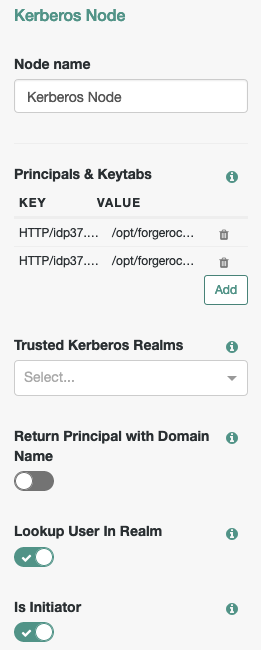 Kerberos Node
Node name
Kerberos Node
Principals & Keytabs
KEY VALUE
HTTP/idp37.... /opt/forgeroc...
HTTP/idp37.... /opt/forgeroc...
Add
Trusted Kerberos Realms
Select...
Return Principal with Domain
Name
Lookup User In Realm
Is Initiator